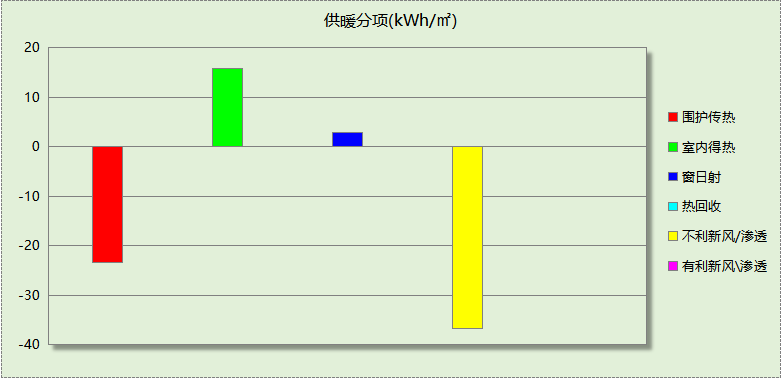 供暖分项(kWh/㎡)
20
10
0
-10
-20
-30
-40
围护传热
室内得热
窗日射
热回收
不利新风/渗透
有利新风\渗透